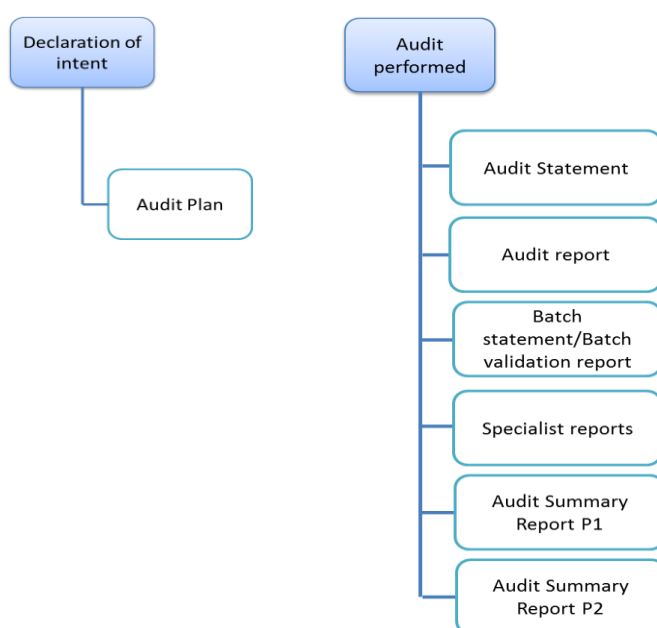 Declaration of
intent
Audit Plan
Audit
performed
Audit Statement
Audit report
Batch
statement/Batch
validation report
Specialist reports
Audit Summary
Report P1
Audit Summary
Report P2